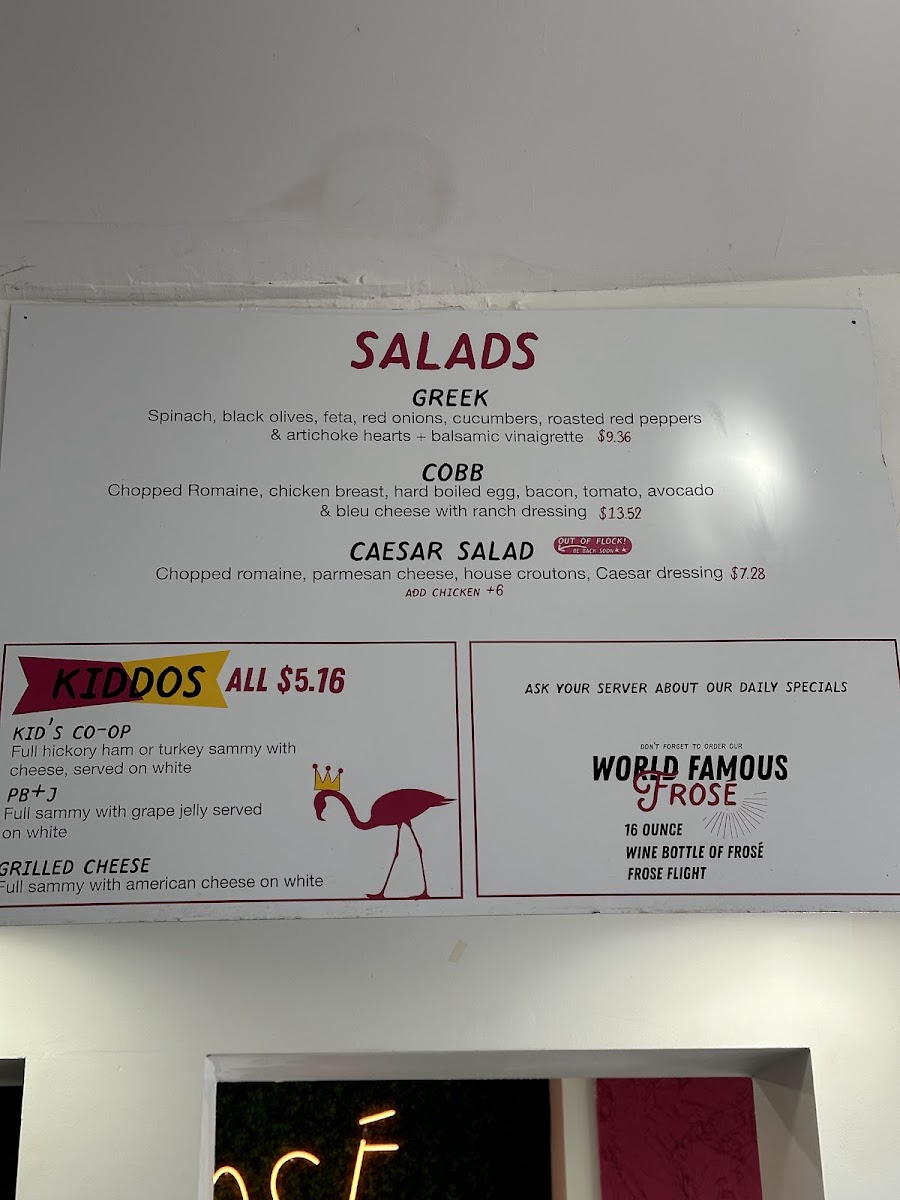 SALADS
GREEK
Spinach, black olives, feta, red onions, cucumbers, roasted red peppers
& artichoke hearts + balsamic vinaigrette $9.36
COBB
Chopped Romaine, chicken breast, hard boiled egg, bacon, tomato, avocado
& bleu cheese with ranch dressing $13.52
CAESAR SALAD
OUT OF FLOCK!
BE BACK SOON
Chopped romaine, parmesan cheese, house croutons, Caesar dressing $7.28
ADD CHICKEN +6
KIDDOS ALL $5.16
KID'S CO-OP
Full hickory ham or turkey sammy with
cheese, served on white
PB+J
Full sammy with grape jelly served
on white
GRILLED CHEESE
Full sammy with american cheese on white
ASK YOUR SERVER ABOUT OUR DAILY SPECIALS
DON'T FORGET TO ORDER OUR
WORLD FAMOUS
FROSÉ
16 OUNCE
WINE BOTTLE OF FROSÉ
FROSE FLIGHT